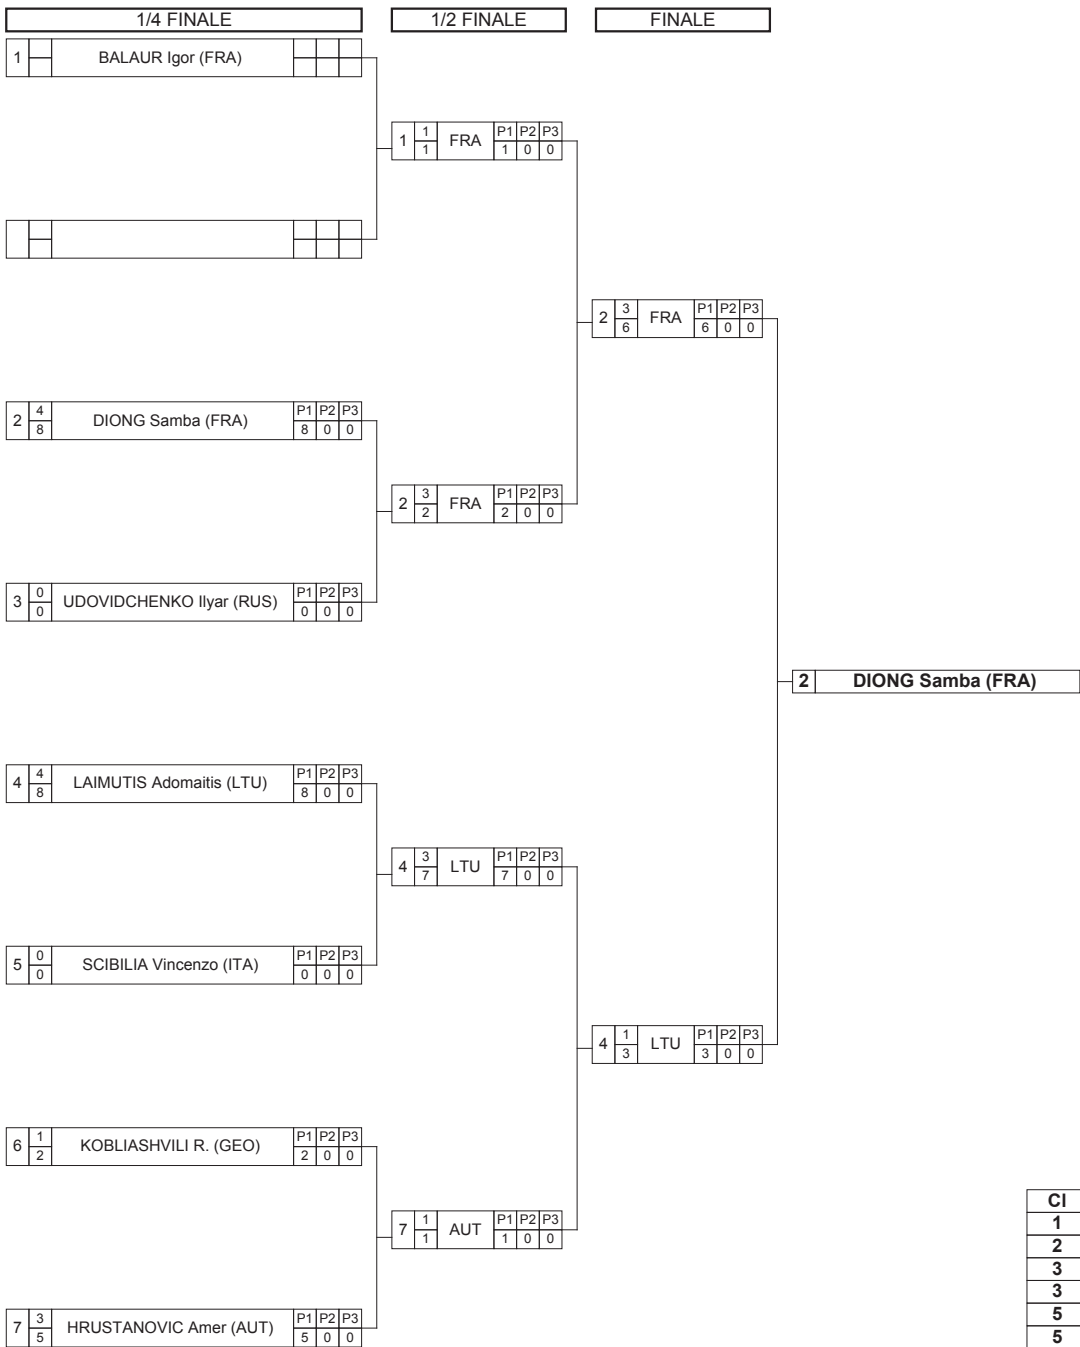 1/4 FINALE 1/2 FINALE FINALE
1 BALAUR Igor (FRA)
1 1 FRA P1 P2 P3
1 1 0 0
2 3 FRA P1 P2 P3
6 6 0 0
2 4 DIONG Samba (FRA) P1 P2 P3
8 8 0 0
2 3 FRA P1 P2 P3
2 2 0 0
3 0 UDOVIDCHENKO Ilyar (RUS) P1 P2 P3
0 0 0 0
2 DIONG Samba (FRA)
4 4 LAIMUTIS Adomaitis (LTU) P1 P2 P3
8 8 0 0
4 3 LTU P1 P2 P3
7 7 0 0
5 0 SCIBILIA Vincenzo (ITA) P1 P2 P3
0 0 0 0
4 1 LTU P1 P2 P3
3 3 0 0
6 1 KOBLIASHVILI R. (GEO) P1 P2 P3
2 2 0 0
7 1 AUT P1 P2 P3
1 1 0 0
7 3 HRUSTANOVIC Amer (AUT) P1 P2 P3
5 5 0 0
Cl
1
2
3
3
5
5